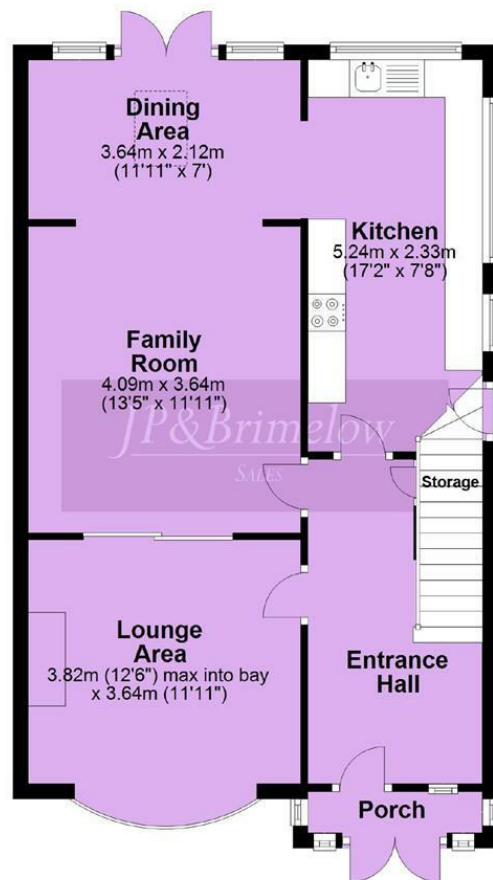 Dining
Area
3.64m x 2.12m
(11'11" x 7')
Kitchen
5.24m x 2.33m
(17'2" x 7'8")
Family
Room
4.09m x 3.64m
(13'5" x 11'11")
JP&Brimelow
SALES
Storage
Lounge
Area
3.82m (12'6") max into bay
x 3.64m (11'11")
Entrance
Hall
Porch